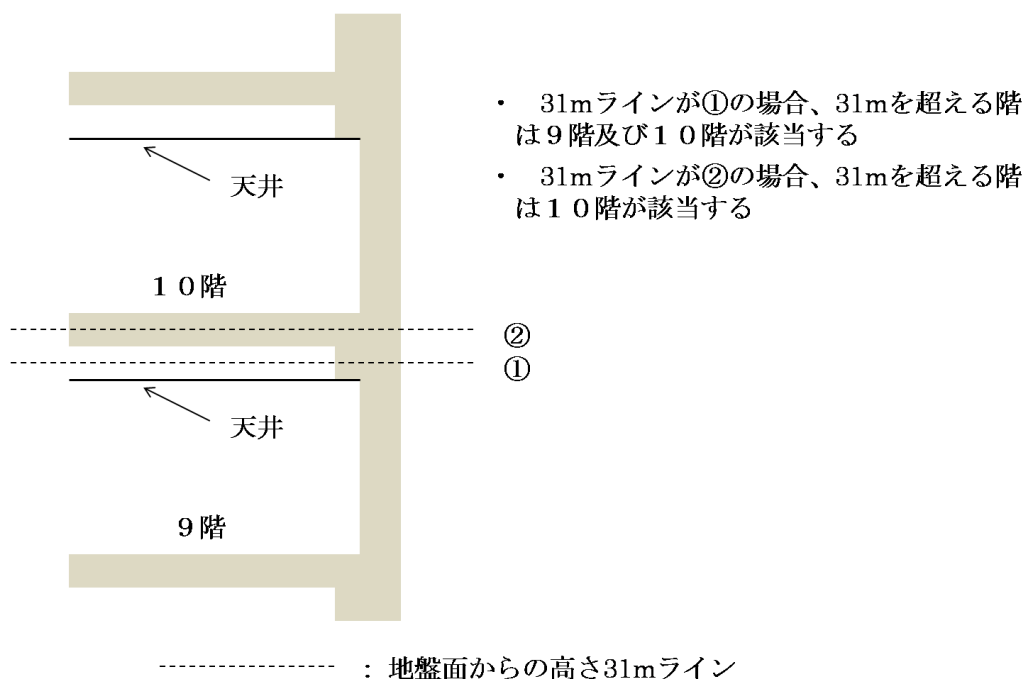 ・　31mラインが①の場合、31mを超える階
は９階及び１０階が該当する
・　31mラインが②の場合、31mを超える階
は１０階が該当する
天井
１０階
②
①
天井
９階
：地盤面からの高さ31mライン